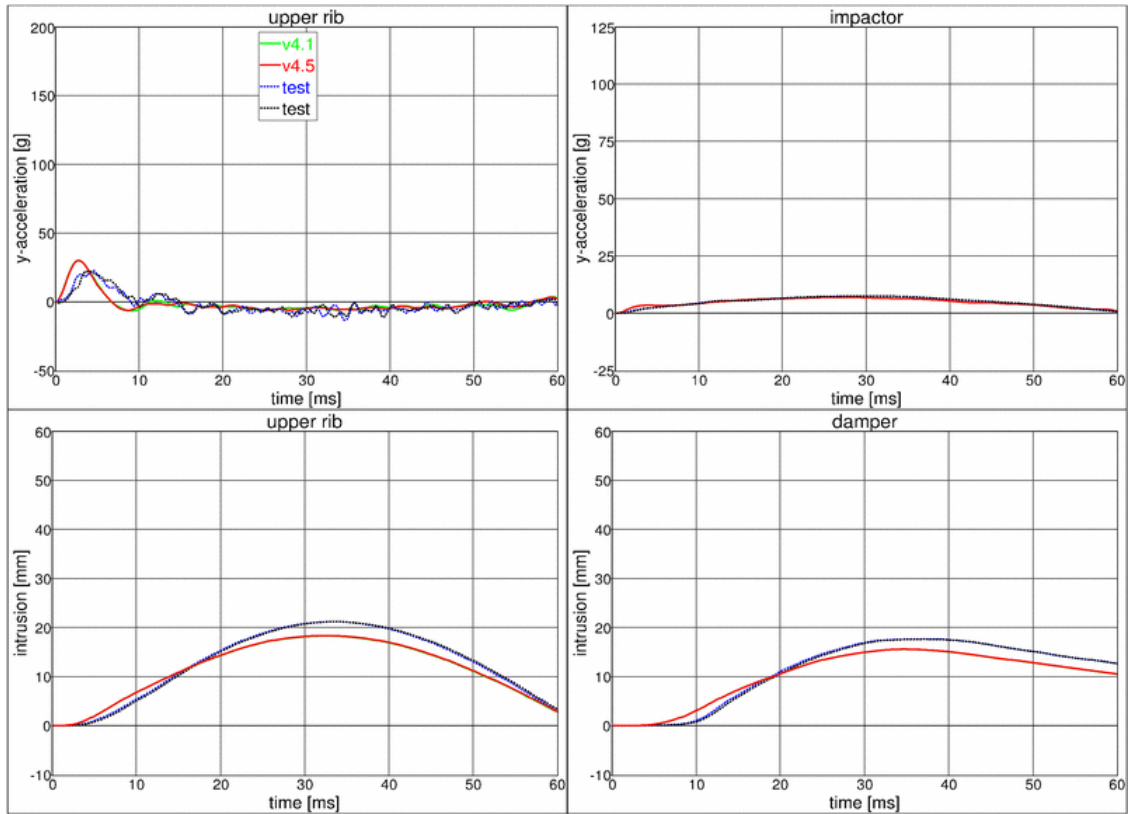 upper rib
v4.1
v4.5
test
test
200
150
100
50
0
-50
y-acceleration [g]
0 10 20 30 40 50 60
time [ms]
impactor
125
100
75
50
25
0
-25
y-acceleration [g]
0 10 20 30 40 50 60
time [ms]
upper rib
60
50
40
30
20
10
0
-10
intrusion [mm]
0 10 20 30 40 50 60
time [ms]
damper
60
50
40
30
20
10
0
-10
intrusion [mm]
0 10 20 30 40 50 60
time [ms]